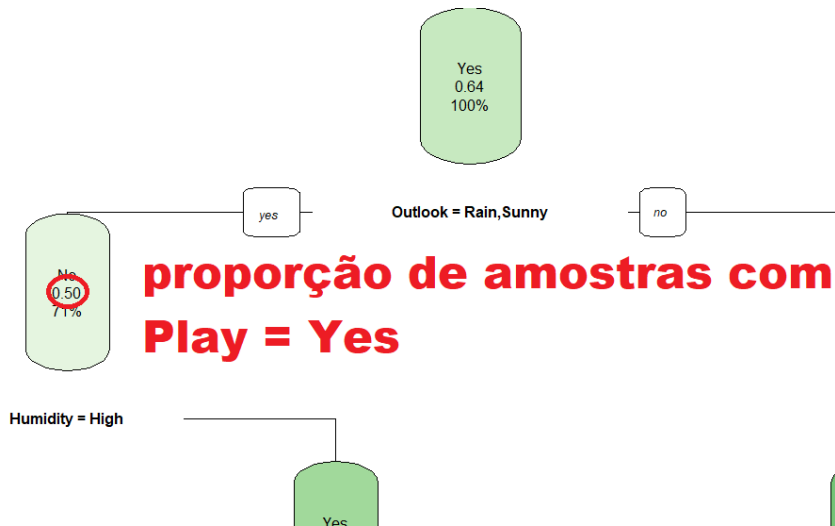 Yes
0.64
100%
yes
Outlook = Rain,Sunny
no
No
0.50
71%
proporção de amostras com
Play = Yes
Humidity = High
Yes